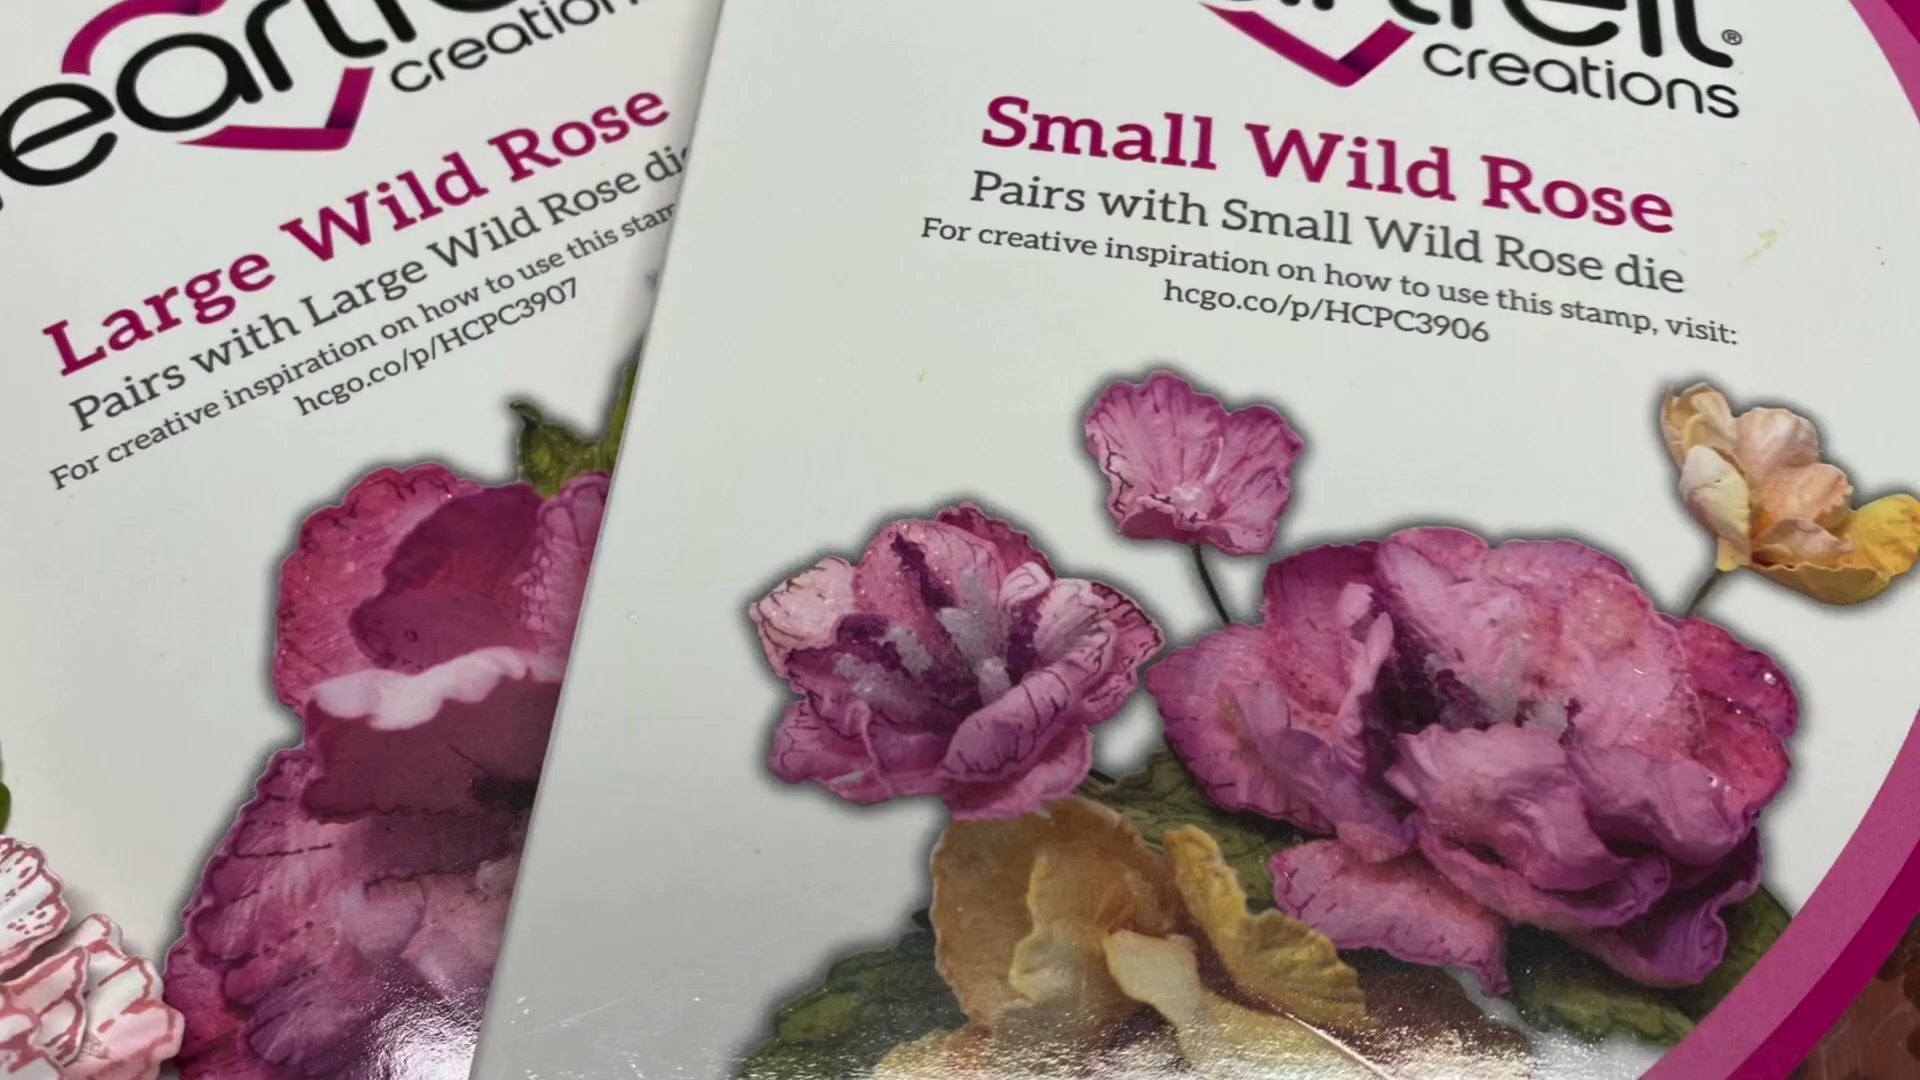 creations
Large Wild Rose
Pairs with Large Wild Rose
For creative inspiration on how to use this
hcgo.co/p/HCPC3907
creations
Small Wild Rose
Pairs with Small Wild Rose die
For creative inspiration on how to use this stamp, visit:
hcgo.co/p/HCPC3906